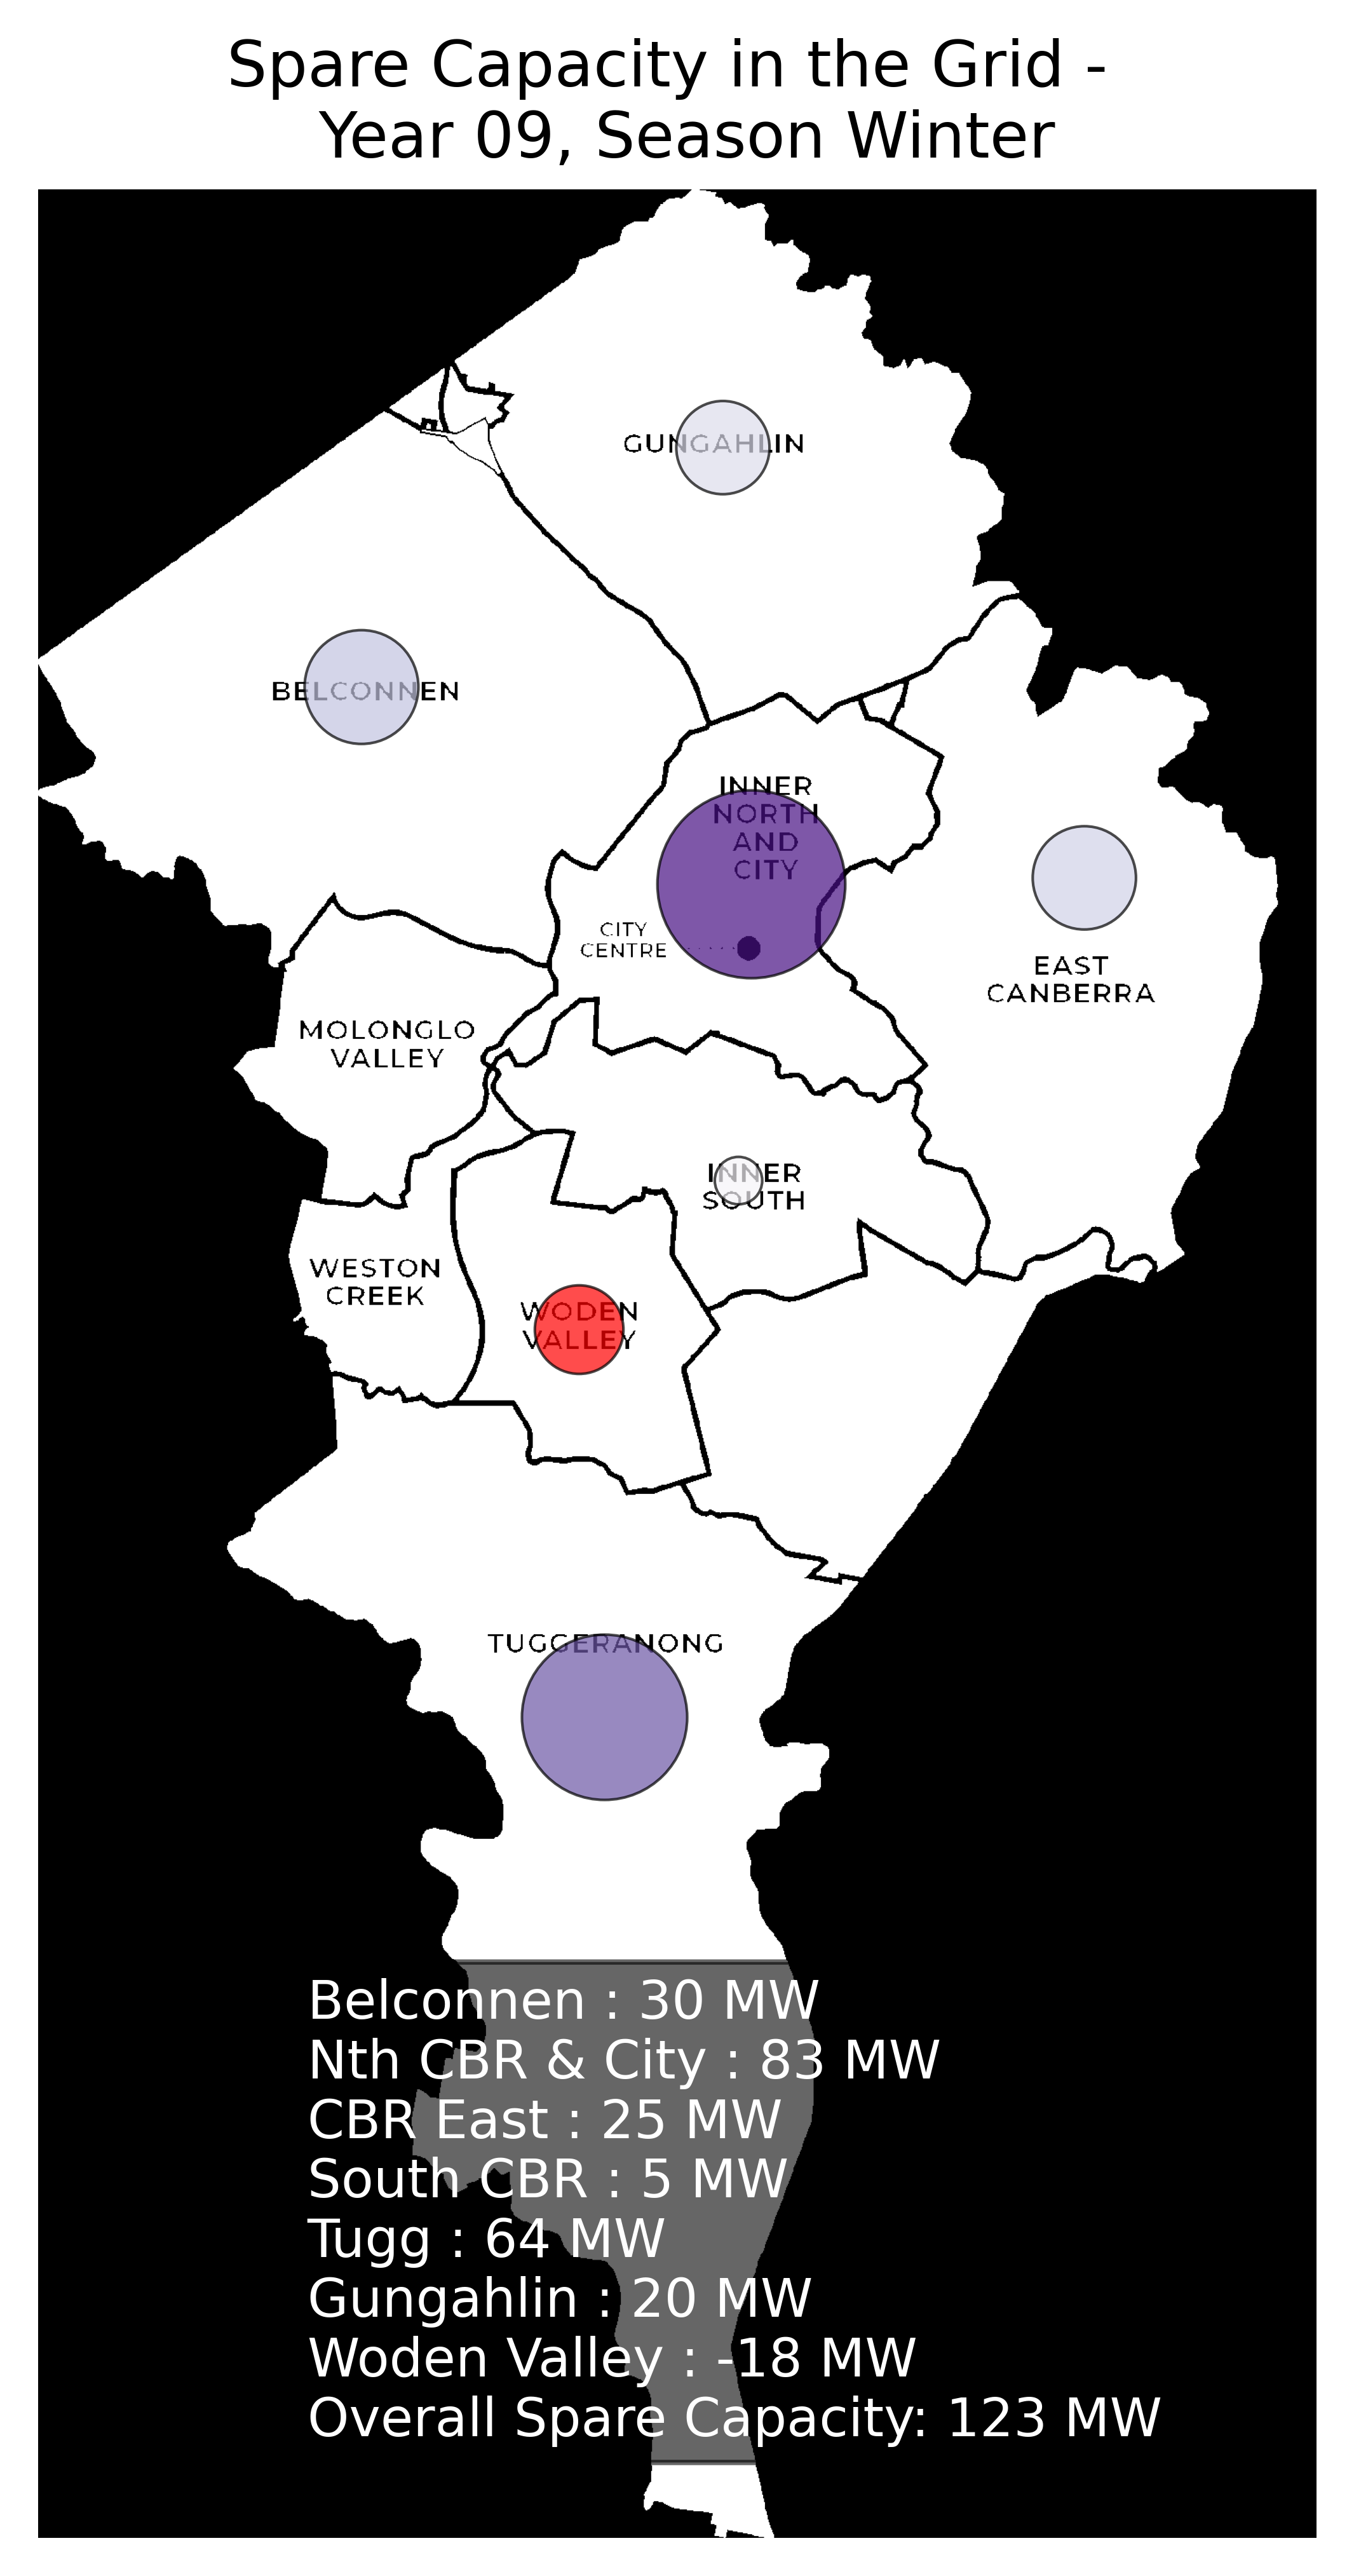 Spare Capacity in the Grid -
Year 09, Season Winter
GUNGAHLIN
BELCONNEN
INNER
NORTH
AND
CITY
CITY
CENTRE
EAST
CANBERRA
MOLONGLO
VALLEY
INNER
SOUTH
WESTON
CREEK
WODEN
VALLEY
TUGGERANONG
Belconnen : 30 MW
Nth CBR & City : 83 MW
CBR East : 25 MW
South CBR : 5 MW
Tugg : 64 MW
Gungahlin : 20 MW
Woden Valley : -18 MW
Overall Spare Capacity: 123 MW